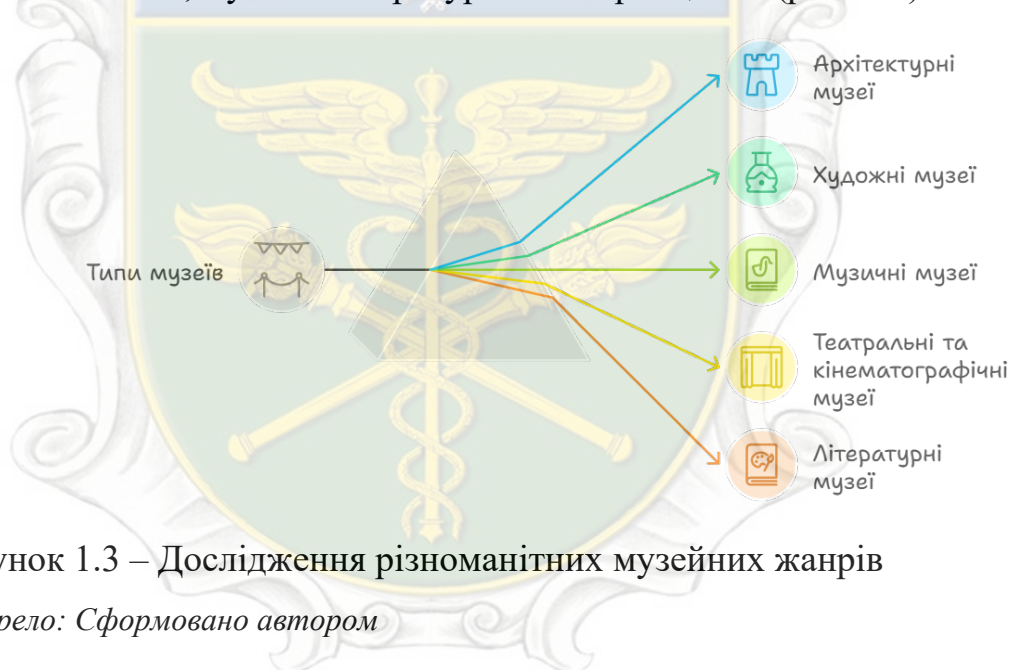 Архітектурні
музеї
Художні музеї
Типи музеїв
Музичні музеї
Театральні та
кінематографічні
музеї
Літературні
музеї
унок 1.3 – Дослідження різноманітних музейних жанрів
рело: Сформовано автором